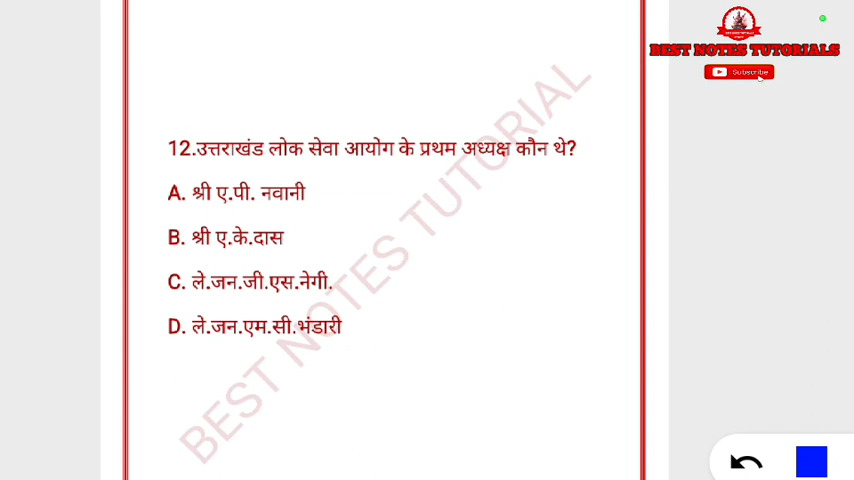 BEST NOTES TUTORIALS
Subscribe
12.उत्तराखंड लोक सेवा आयोग के प्रथम अध्यक्ष कौन थे?
A. श्री ए.पी. नवानी
B. श्री ए.के.दास
C. ले.जन.जी.एस.नेगी.
D. ले.जन.एम.सी.भंडारी
BEST NOTES TUTORIAL